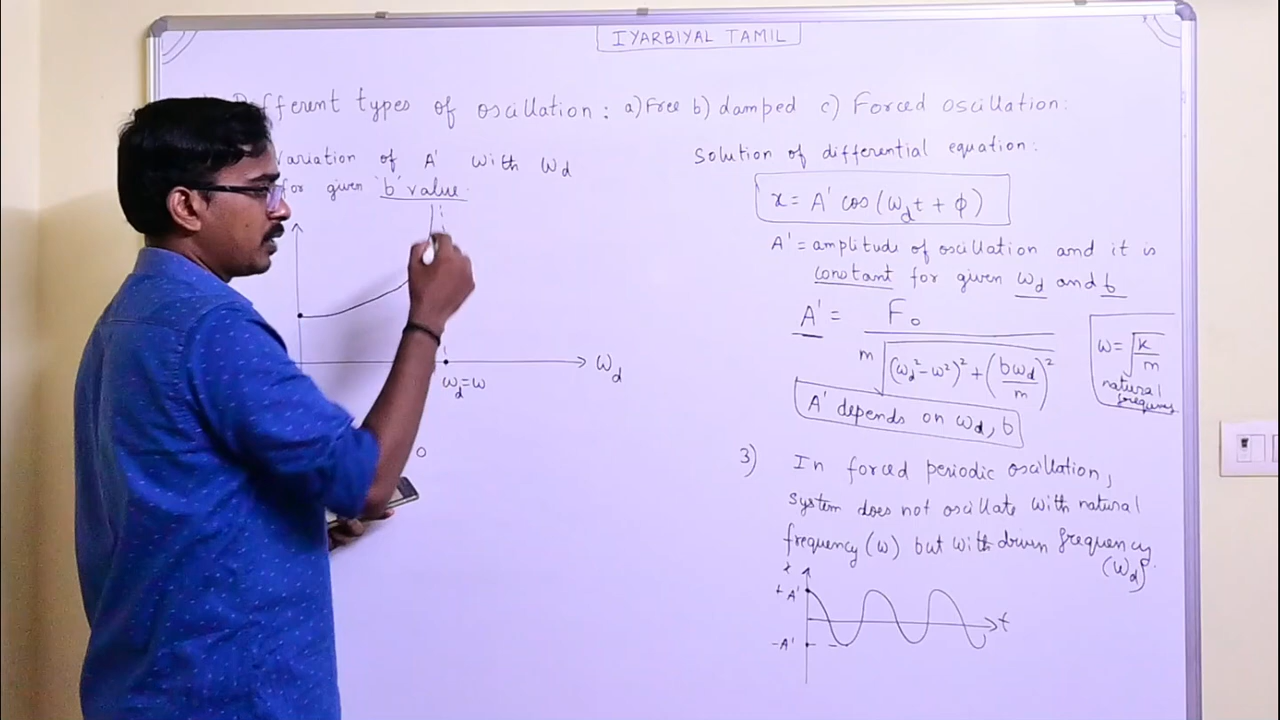 IYARBIYAL TAMIL
Different types of oscillation: a) Free b) damped c) Forced oscillation:
Variation of A' with ωd
for given 'b' value.
ωd
ωd=ω
0
Solution of differential equation:
x = A' cos (ωdt + ϕ)
A' = amplitude of oscillation and it is
constant for given ωd and b
A' = F₀ / m√((ωd²-ω²)² + (bωd/m)²)
ω = √(k/m)
natural
frequency
A' depends on ωd, b
3) In forced periodic oscillation,
system does not oscillate with natural
frequency (ω) but with driven frequency
(ωd)
x
+A'
t
-A'